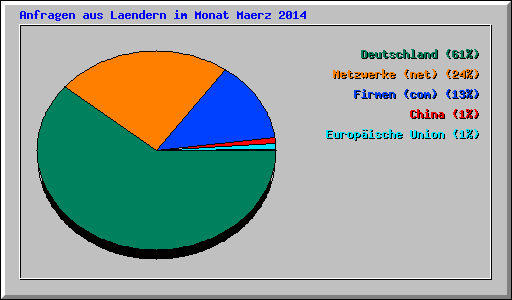 Anfragen aus Laendern im Monat Maerz 2014
Deutschland (61%)
Netzwerke (net) (24%)
Firmen (com) (13%)
China (1%)
Europäische Union (1%)